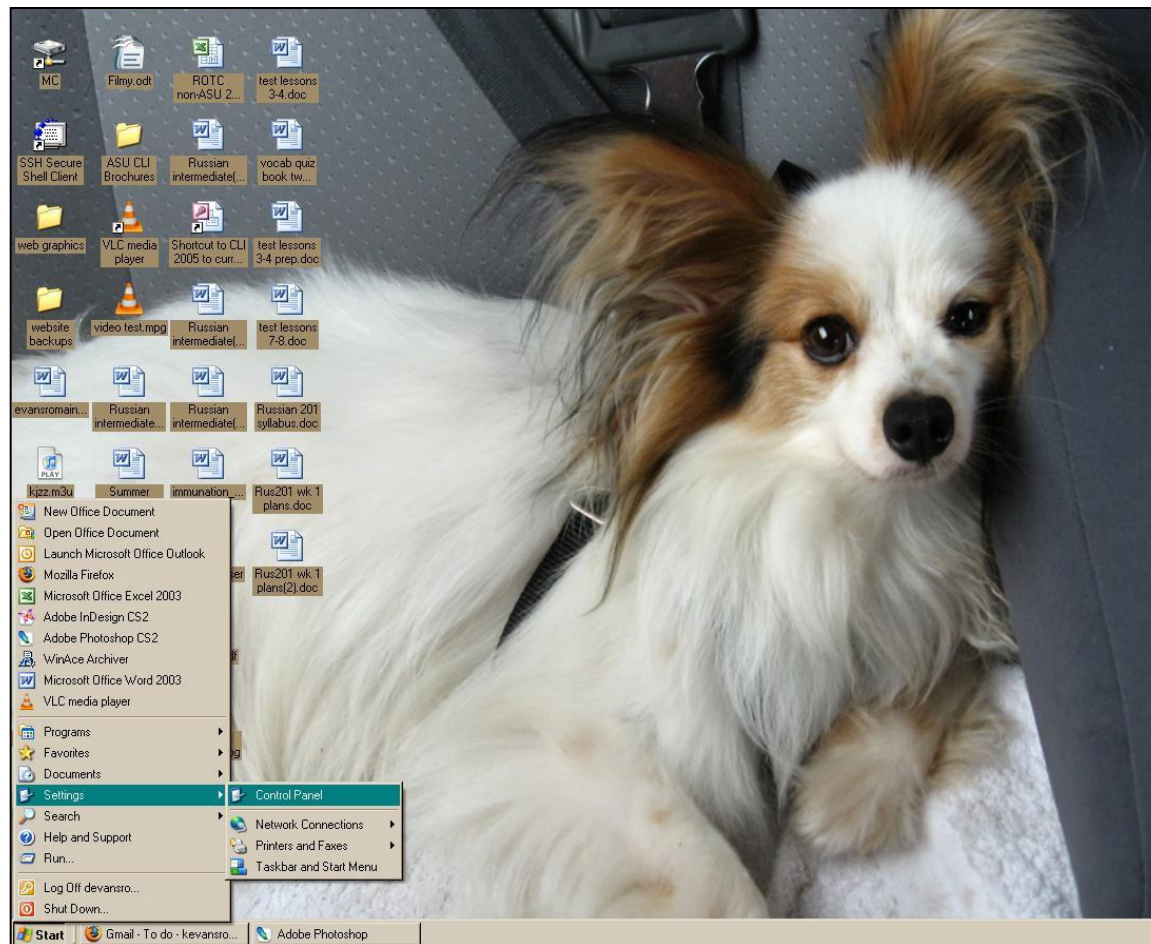 MC
Filmy.odt
ROTC
non-ASU 2...
test lessons
3-4.doc
SSH Secure
Shell Client
ASU CLI
Brochures
Russian
intermediate(...
vocab quiz
book tw...
web graphics
VLC media
player
Shortcut to CLI
2005 to curr...
test lessons
3-4 prep.doc
website
backups
video test.mpg
Russian
intermediate(...
test lessons
7-8.doc
evansromain...
Russian
intermediate...
Russian
intermediate(...
Russian 201
syllabus.doc
PLAY
kjzz.m3u
Summer
immunation_...
Rus201 wk 1
plans.doc
Rus201 wk 1
plans(2).doc
New Office Document
Open Office Document
Launch Microsoft Office Outlook
Mozilla Firefox
Microsoft Office Excel 2003
Adobe InDesign CS2
Adobe Photoshop CS2
WinAce Archiver
Microsoft Office Word 2003
VLC media player
Programs
Favorites
Documents
Settings
Search
Help and Support
Run...
Log Off devansro...
Shut Down...
Control Panel
Network Connections
Printers and Faxes
Taskbar and Start Menu
Start
Gmail - To do - kevansro...
Adobe Photoshop